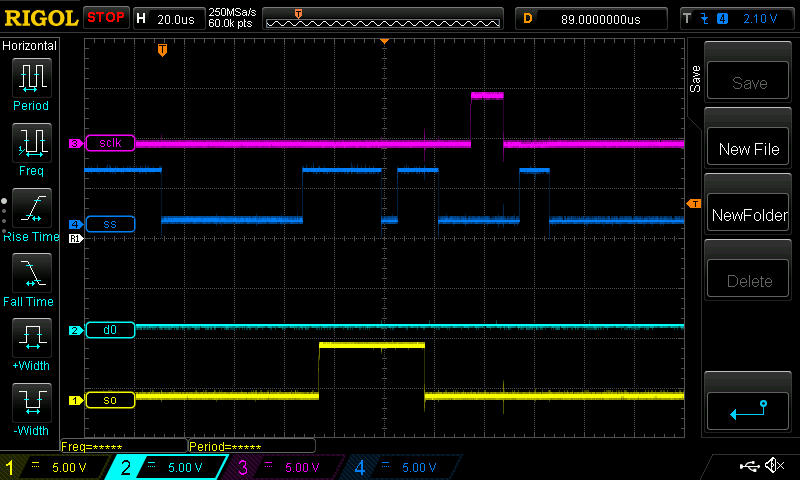 RIGOL STOP H 20.0us 250MSa/s 60.0k pts T D 89.0000000us T 4 2.10 V
Horizontal
Period
Freq
Rise Time
Fall Time
+Width
-Width
T
3 sclk
4 ss
R1
2 d0
1 so
T
Freq=***** Period=*****
1 5.00 V 2 5.00 V 3 5.00 V 4 5.00 V
Save
Save
New File
NewFolder
Delete